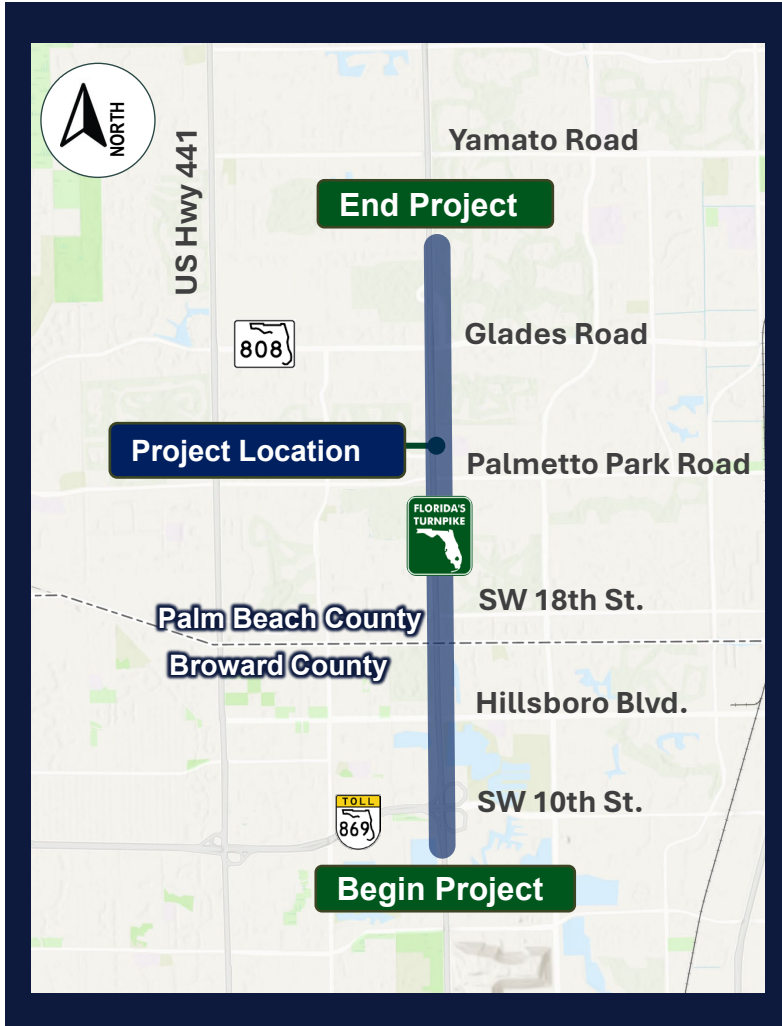 NORTH
US Hwy 441
Yamato Road
End Project
Glades Road
808
Project Location
Palmetto Park Road
FLORIDA'S
TURNPIKE
SW 18th St.
Palm Beach County
Broward County
Hillsboro Blvd.
SW 10th St.
TOLL
869
Begin Project